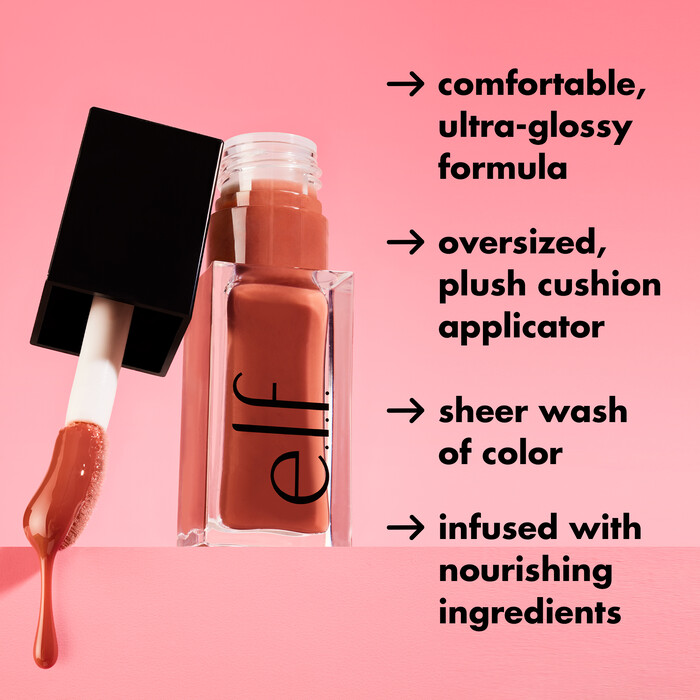 e.l.f.
→ comfortable,
ultra-glossy
formula
→ oversized,
plush cushion
applicator
→ sheer wash
of color
→ infused with
nourishing
ingredients